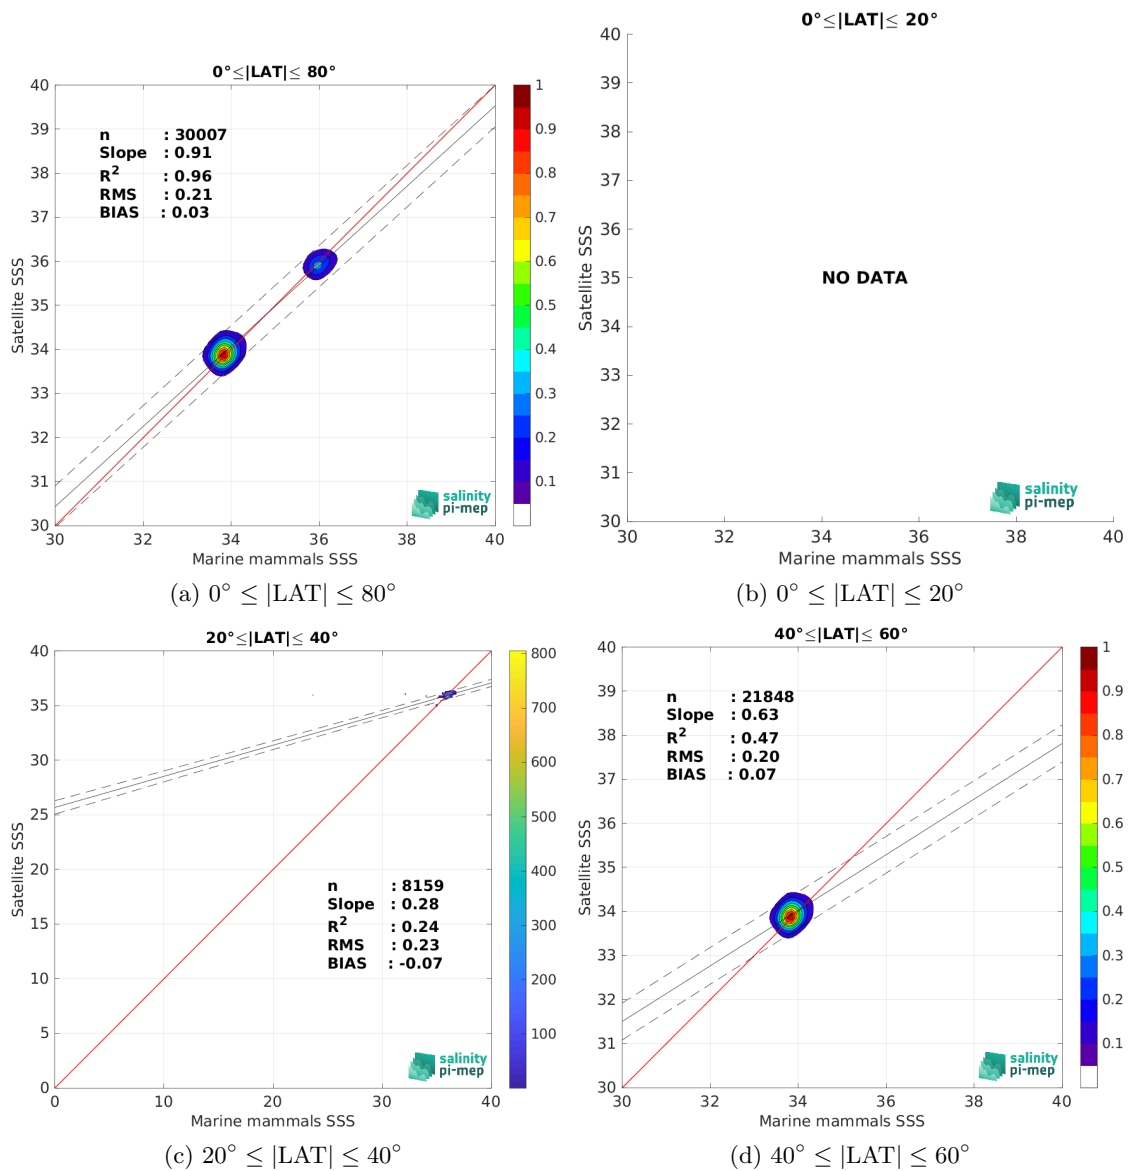 0°≤|LAT|≤ 80°
n : 30007
Slope : 0.91
R² : 0.96
RMS : 0.21
BIAS : 0.03
40
39
38
37
36
35
34
33
32
31
30
30
32
34
36
38
40
Satellite SSS
Marine mammals SSS
1
0.9
0.8
0.7
0.6
0.5
0.4
0.3
0.2
0.1
salinity
pi-mep
(a) 0° ≤ |LAT| ≤ 80°
0°≤|LAT|≤ 20°
NO DATA
40
39
38
37
36
35
34
33
32
31
30
30
32
34
36
38
40
Satellite SSS
Marine mammals SSS
salinity
pi-mep
(b) 0° ≤ |LAT| ≤ 20°
20°≤|LAT|≤ 40°
n : 8159
Slope : 0.28
R² : 0.24
RMS : 0.23
BIAS : -0.07
40
35
30
25
20
15
10
5
0
0
10
20
30
40
Satellite SSS
Marine mammals SSS
800
700
600
500
400
300
200
100
salinity
pi-mep
(c) 20° ≤ |LAT| ≤ 40°
40°≤|LAT|≤ 60°
n : 21848
Slope : 0.63
R² : 0.47
RMS : 0.20
BIAS : 0.07
40
39
38
37
36
35
34
33
32
31
30
30
32
34
36
38
40
Satellite SSS
Marine mammals SSS
1
0.9
0.8
0.7
0.6
0.5
0.4
0.3
0.2
0.1
salinity
pi-mep
(d) 40° ≤ |LAT| ≤ 60°